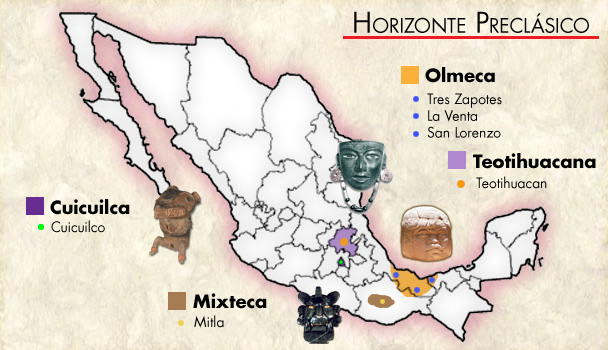 HORIZONTE PRECLÁSICO
Olmeca
Tres Zapotes
La Venta
San Lorenzo
Teotihuacana
Teotihuacan
Cuicuilca
Cuicuilco
Mixteca
Mitla